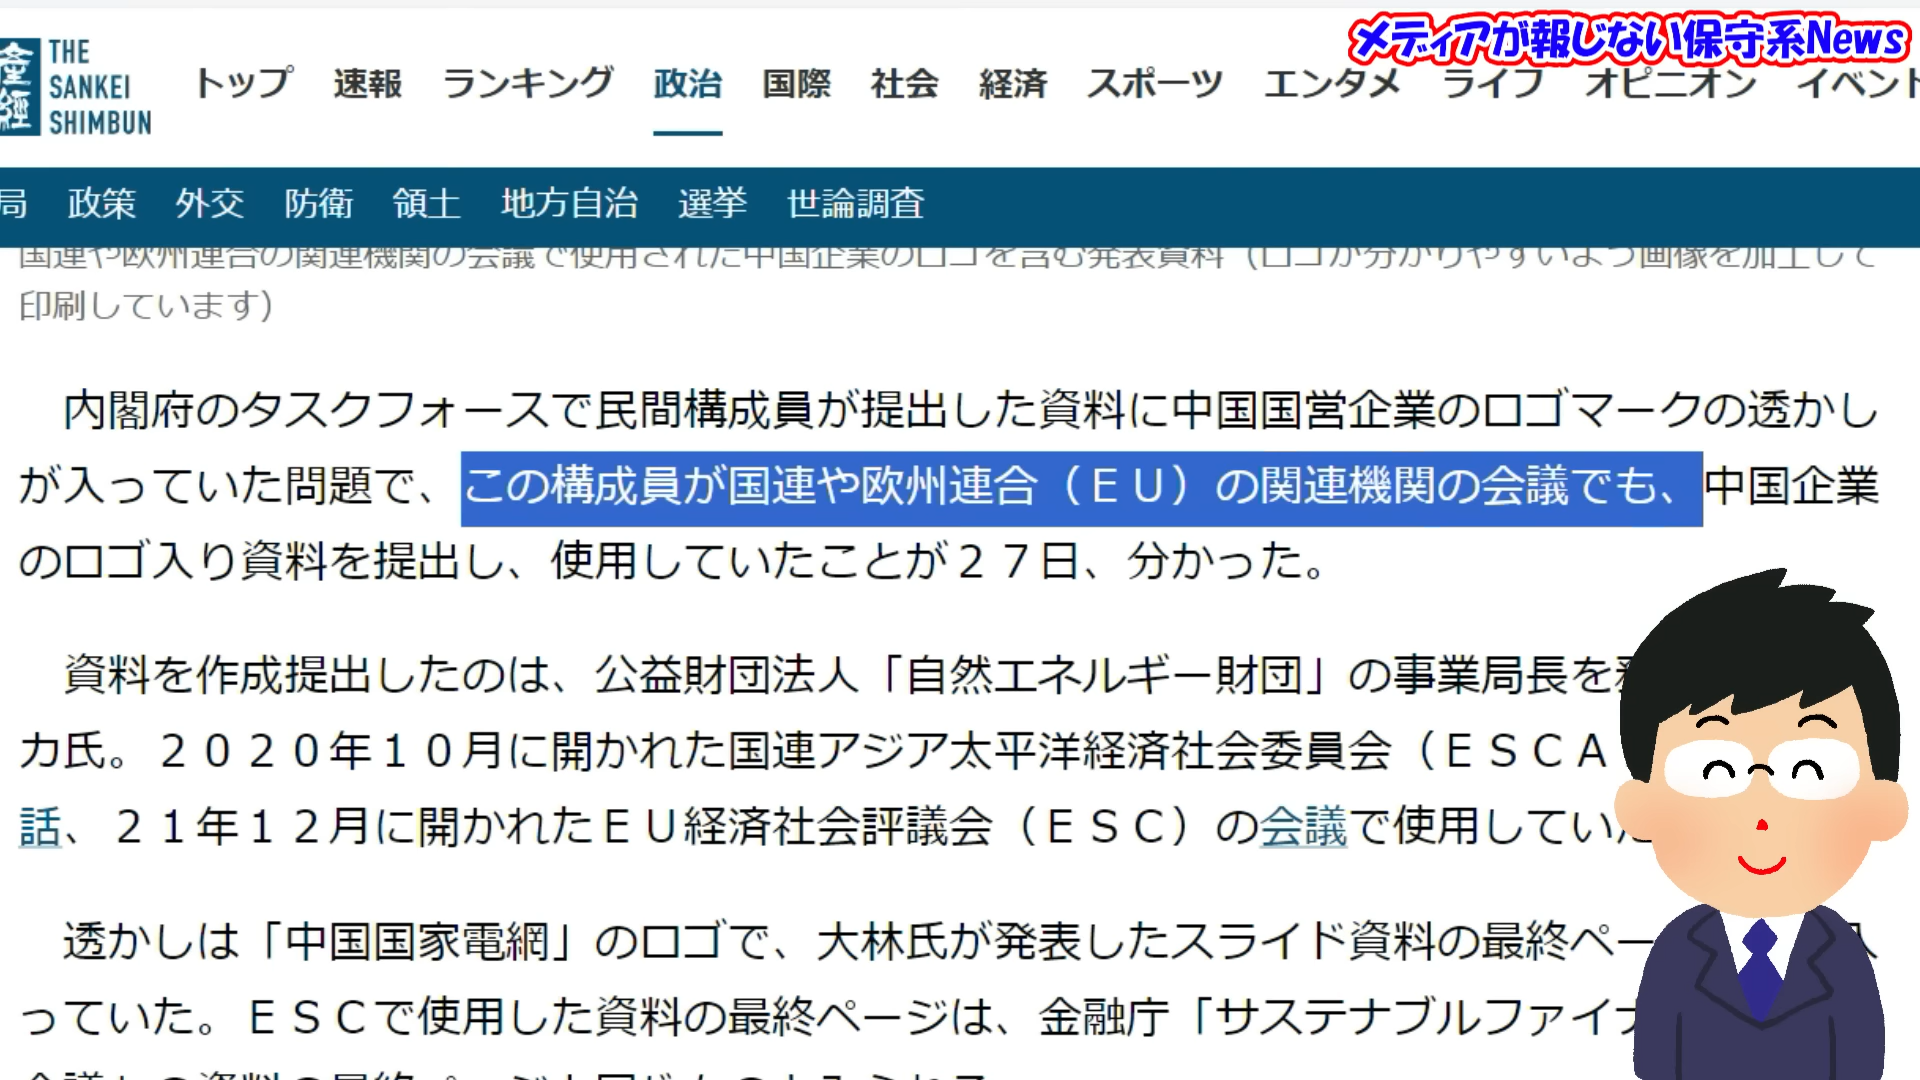 メディアが報じない保守系News
産經
THE
SANKEI
SHIMBUN
トップ 速報 ランキング 政治 国際 社会 経済 スポーツ エンタメ ライフ オピニオン イベント
局 政策 外交 防衛 領土 地方自治 選挙 世論調査
国連や欧州連合の関連機関の会議で使用された中国企業のロゴを含む発表資料（ロゴが分かりやすいよう画像を加工して
印刷しています）
内閣府のタスクフォースで民間構成員が提出した資料に中国国営企業のロゴマークの透かし
が入っていた問題で、この構成員が国連や欧州連合（ＥＵ）の関連機関の会議でも、中国企業
のロゴ入り資料を提出し、使用していたことが２７日、分かった。
資料を作成提出したのは、公益財団法人「自然エネルギー財団」の事業局長を
カ氏。２０２０年１０月に開かれた国連アジア太平洋経済社会委員会（ＥＳＣＡ
話、２１年１２月に開かれたＥＵ経済社会評議会（ＥＳＣ）の会議で使用してい
透かしは「中国国家電網」のロゴで、大林氏が発表したスライド資料の最終ペー
っていた。ＥＳＣで使用した資料の最終ページは、金融庁「サステナブルファイナ